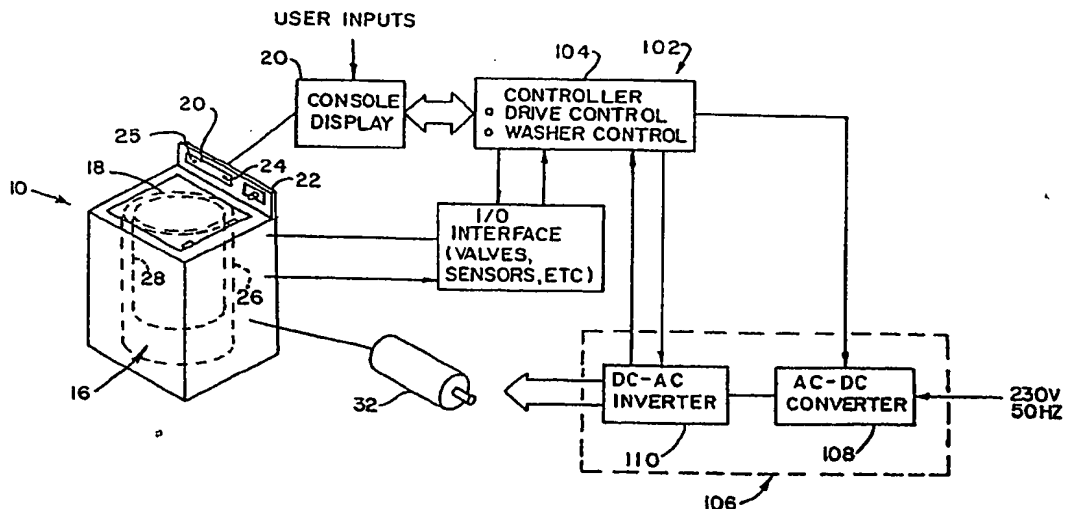 USER INPUTS
20
CONSOLE
DISPLAY
104
102
CONTROLLER
DRIVE CONTROL
WASHER CONTROL
20
25
18
24
22
10
I/O
INTERFACE
(VALVES,
SENSORS, ETC)
28
26
16
32
DC-AC
INVERTER
110
AC-DC
CONVERTER
108
230V
50HZ
106